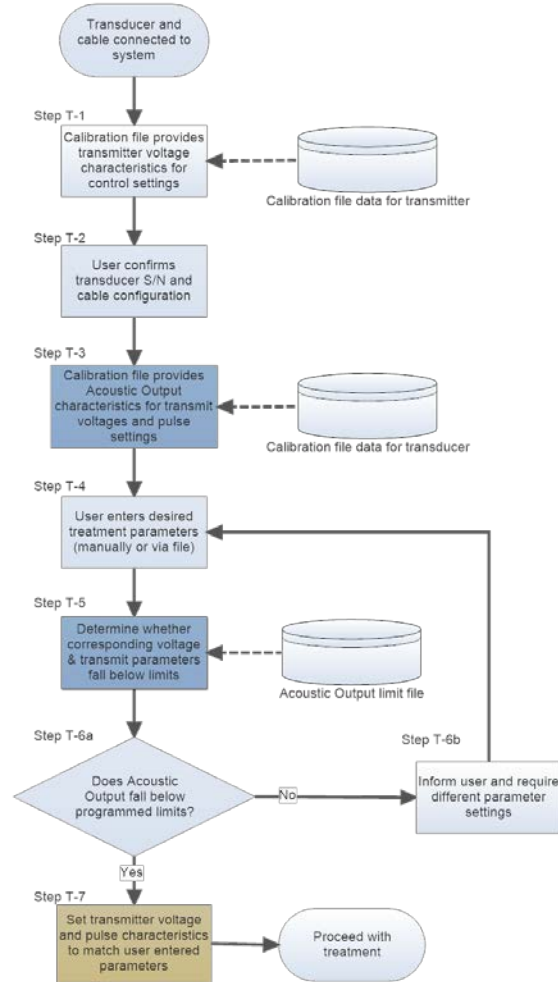 Transducer
and cable
connected to
system
Step T-1
Calibration file provides
transmitter voltage
characteristics for
control settings
Calibration file data for transmitter
Step T-2
User confirms
transducer S/N and
cable configuration
Step T-3
Calibration file provides
Acoustic Output
characteristics for transmit
voltages and pulse
settings
Calibration file data for transducer
Step T-4
User enters desired
treatment parameters
(manually or via file)
Step T-5
Determine whether
corresponding voltage
& transmit parameters
fall below limits
Acoustic Output limit file
Step T-6a
Does Acoustic
Output fall below
programmed limits?
No
Step T-6b
Inform user and require
different parameter
settings
Yes
Step T-7
Set transmitter voltage
and pulse characteristics
to match user entered
parameters
Proceed with
treatment